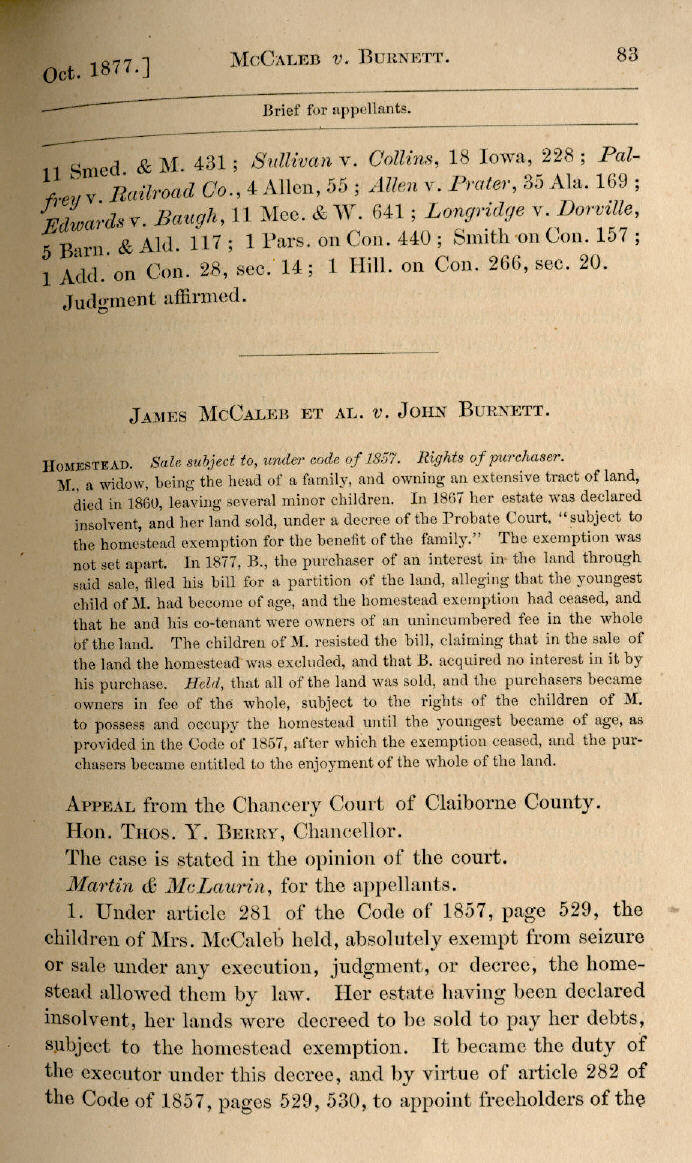 Oct. 1877.] McCaleb v. Burnett. 83
Brief for appellants.
11 Smed. & M. 431 ; Sullivan v. Collins, 18 Iowa, 228 ; Pal-
frey v. Railroad Co., 4 Allen, 55 ; Allen v. Prater, 35 Ala. 169 ;
Edwards v. Baugh, 11 Mee. & W. 641 ; Longridge v. Dorville,
5 Barn. & Ald. 117 ; 1 Pars. on Con. 440 ; Smith on Con. 157 ;
1 Add. on Con. 28, sec. 14 ; 1 Hill. on Con. 266, sec. 20.
Judgment affirmed.
James McCaleb et al. v. John Burnett.
Homestead. Sale subject to, under code of 1857. Rights of purchaser.
M., a widow, being the head of a family, and owning an extensive tract of land,
died in 1860, leaving several minor children. In 1867 her estate was declared
insolvent, and her land sold, under a decree of the Probate Court, "subject to
the homestead exemption for the benefit of the family." The exemption was
not set apart. In 1877, B., the purchaser of an interest in the land through
said sale, filed his bill for a partition of the land, alleging that the youngest
child of M. had become of age, and the homestead exemption had ceased, and
that he and his co-tenant were owners of an unincumbered fee in the whole
of the land. The children of M. resisted the bill, claiming that in the sale of
the land the homestead was excluded, and that B. acquired no interest in it by
his purchase. Held, that all of the land was sold, and the purchasers became
owners in fee of the whole, subject to the rights of the children of M.
to possess and occupy the homestead until the youngest became of age, as
provided in the Code of 1857, after which the exemption ceased, and the pur-
chasers became entitled to the enjoyment of the whole of the land.
Appeal from the Chancery Court of Claiborne County.
Hon. Thos. Y. Berry, Chancellor.
The case is stated in the opinion of the court.
Martin & McLaurin, for the appellants.
1. Under article 281 of the Code of 1857, page 529, the
children of Mrs. McCaleb held, absolutely exempt from seizure
or sale under any execution, judgment, or decree, the home-
stead allowed them by law. Her estate having been declared
insolvent, her lands were decreed to be sold to pay her debts,
subject to the homestead exemption. It became the duty of
the executor under this decree, and by virtue of article 282 of
the Code of 1857, pages 529, 530, to appoint freeholders of the